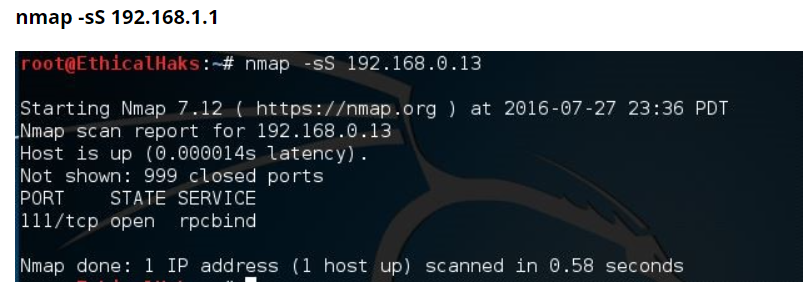 nmap -sS 192.168.1.1
root@EthicalHaks:~# nmap -sS 192.168.0.13
Starting Nmap 7.12 ( https://nmap.org ) at 2016-07-27 23:36 PDT
Nmap scan report for 192.168.0.13
Host is up (0.000014s latency).
Not shown: 999 closed ports
PORT    STATE SERVICE
111/tcp open  rpcbind
Nmap done: 1 IP address (1 host up) scanned in 0.58 seconds